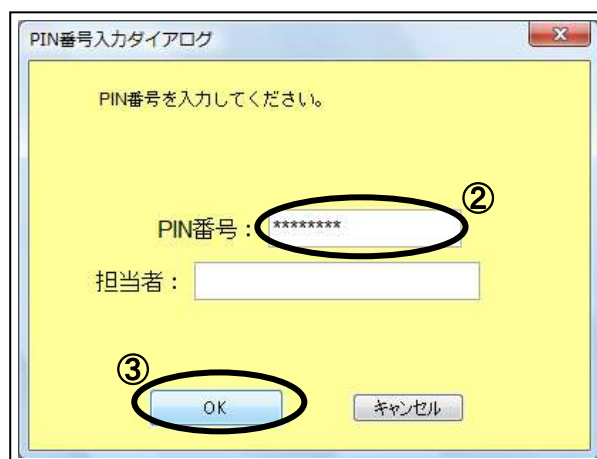 PIN番号入力ダイアログ
PIN番号を入力してください。
②
PIN番号： ********
担当者：
③
OK キャンセル